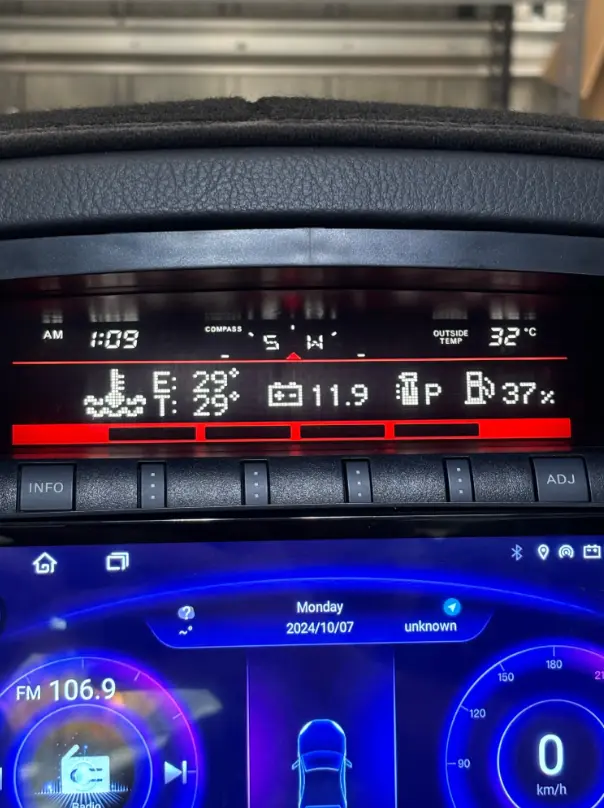 AM 1:09 COMPASS S W OUTSIDE TEMP 32°C
E: 29°
T: 29°
11.9
P
37%
INFO
ADJ
Monday
2024/10/07
unknown
FM 106.9
Radio
90
120
150
180
0
km/h